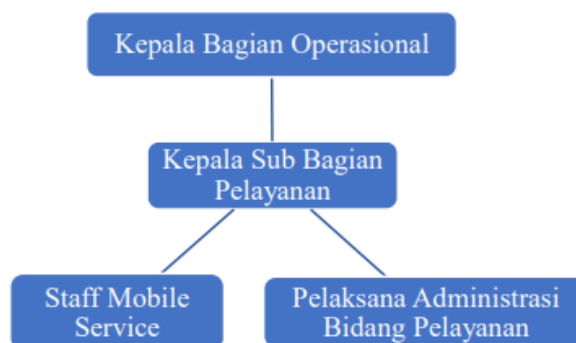 Kepala Bagian Operasional
Kepala Sub Bagian
Pelayanan
Staff Mobile
Service
Pelaksana Administrasi
Bidang Pelayanan